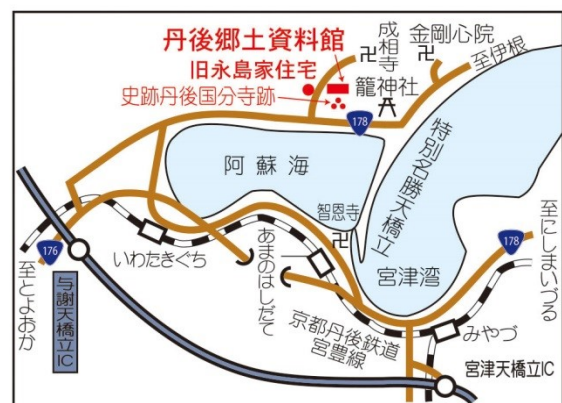 丹後郷土資料館
旧永島家住宅
史跡丹後国分寺跡
成相寺
金剛心院
至伊根
籠神社
178
特別名勝天橋立
阿蘇海
智恩寺
宮津湾
178
至にしまいづる
176
至とよおか
いわたきぐち
与謝天橋立IC
あまのはしだて
京都丹後鉄道
宮豊線
みやづ
宮津天橋立IC